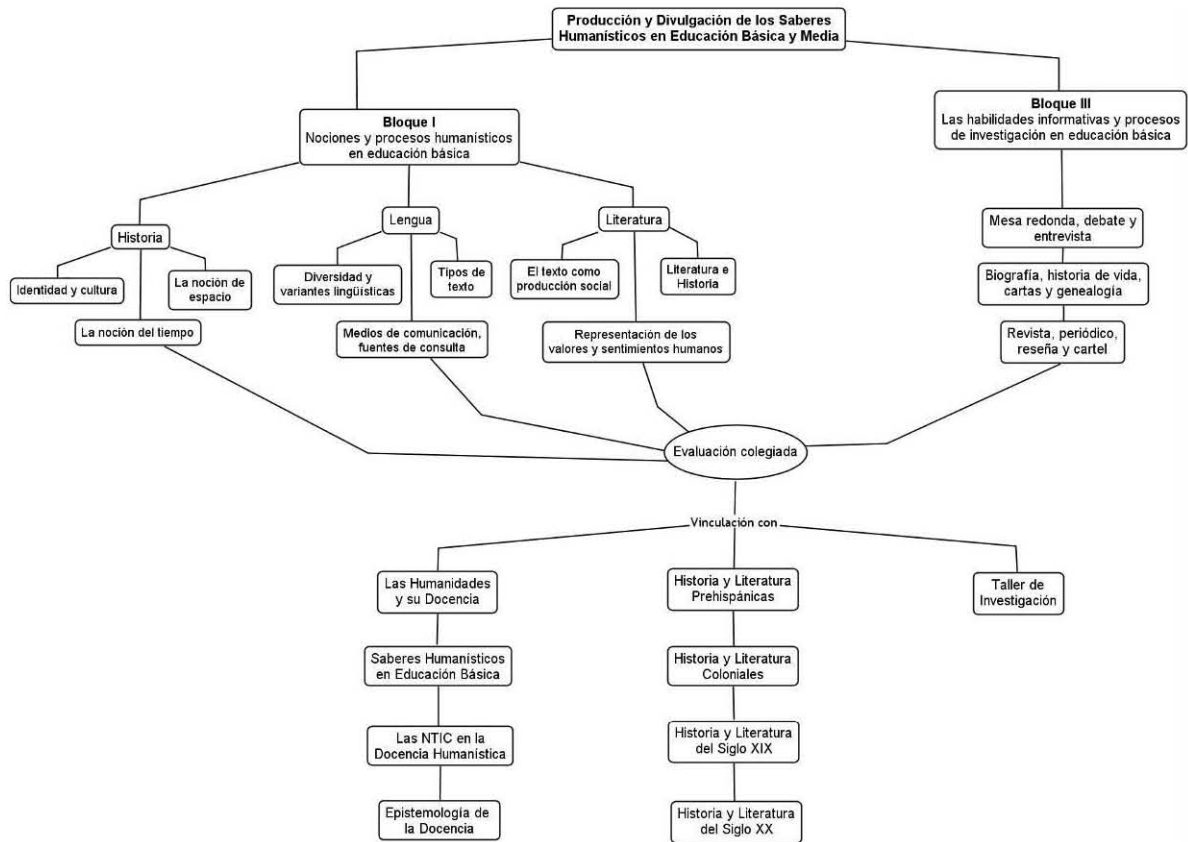 Producción y Divulgación de los Saberes
Humanísticos en Educación Básica y Media
Bloque I
Nociones y procesos humanísticos
en educación básica
Bloque III
Las habilidades informativas y procesos
de investigación en educación básica
Historia
Lengua
Literatura
Identidad y cultura
La noción de
espacio
La noción del tiempo
Diversidad y
variantes lingüísticas
Tipos de
texto
Medios de comunicación,
fuentes de consulta
El texto como
producción social
Literatura e
Historia
Representación de los
valores y sentimientos humanos
Mesa redonda, debate y
entrevista
Biografía, historia de vida,
cartas y genealogía
Revista, periódico,
reseña y cartel
Evaluación colegiada
Vinculación con
Las Humanidades
y su Docencia
Saberes Humanísticos
en Educación Básica
Las NTIC en la
Docencia Humanística
Epistemología de
la Docencia
Historia y Literatura
Prehispánicas
Historia y Literatura
Coloniales
Historia y Literatura
del Siglo XIX
Historia y Literatura
del Siglo XX
Taller de
Investigación